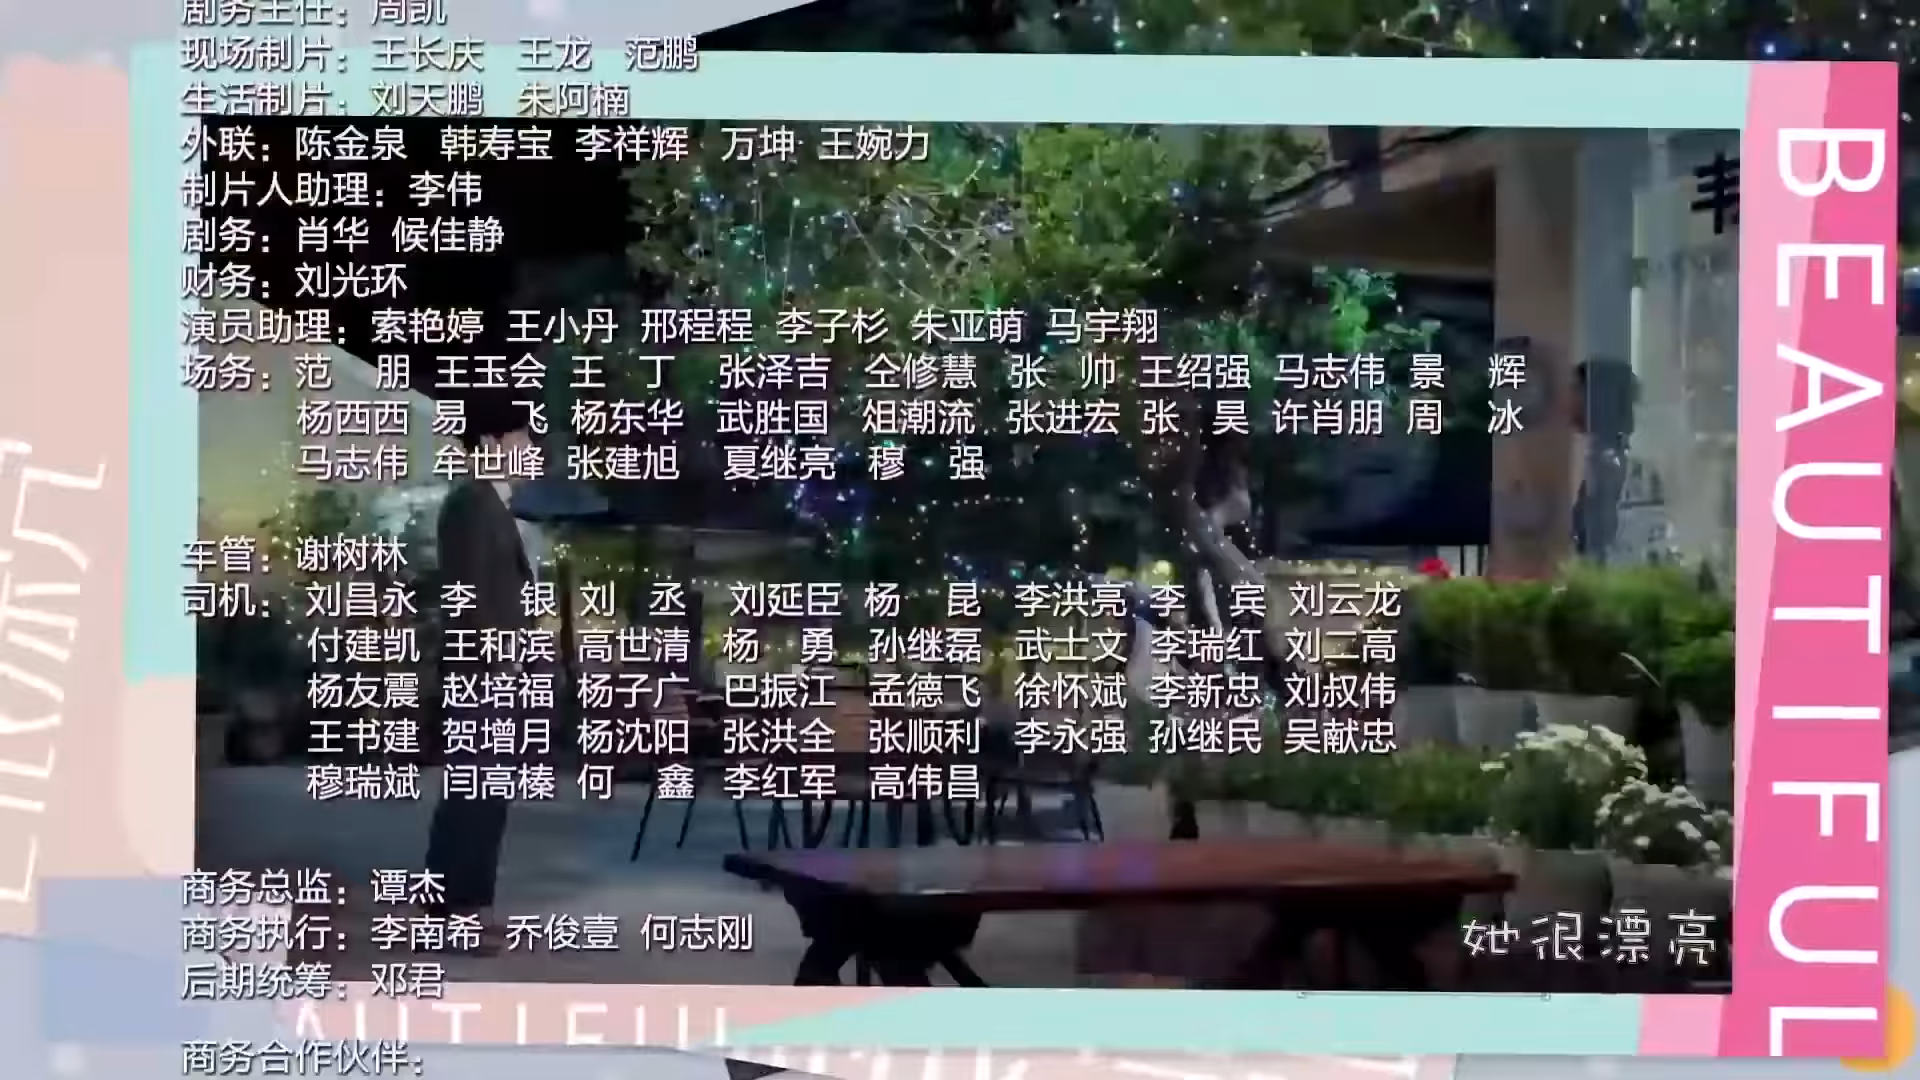 剧务主任：周凯
现场制片：王长庆 王龙 范鹏
生活制片：刘天鹏 朱阿楠
外联：陈金泉 韩寿宝 李祥辉 万坤 王婉力
制片人助理：李伟
剧务：肖华 候佳静
财务：刘光环
演员助理：索艳婷 王小丹 邢程程 李子杉 朱亚萌 马宇翔
场务：范 朋 王玉会 王 丁 张泽吉 仝修慧 张 帅 王绍强 马志伟 景 辉
杨西西 易 飞 杨东华 武胜国 俎潮流 张进宏 张 昊 许肖朋 周 冰
马志伟 牟世峰 张建旭 夏继亮 穆 强
车管：谢树林
司机：刘昌永 李 银 刘 丞 刘延臣 杨 昆 李洪亮 李 宾 刘云龙
付建凯 王和滨 高世清 杨 勇 孙继磊 武士文 李瑞红 刘二高
杨友震 赵培福 杨子广 巴振江 孟德飞 徐怀斌 李新忠 刘叔伟
王书建 贺增月 杨沈阳 张洪全 张顺利 李永强 孙继民 吴献忠
穆瑞斌 闫高榛 何 鑫 李红军 高伟昌
商务总监：谭杰
商务执行：李南希 乔俊壹 何志刚
后期统筹：邓君
商务合作伙伴：
她很漂亮
BEAUTIFUL